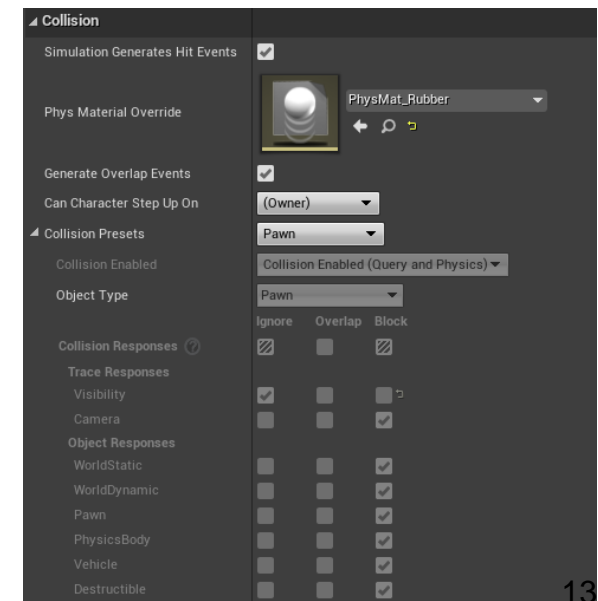 Collision
Simulation Generates Hit Events
Phys Material Override
PhysMat_Rubber
Generate Overlap Events
Can Character Step Up On
(Owner)
Collision Presets
Pawn
Collision Enabled
Collision Enabled (Query and Physics)
Object Type
Pawn
Ignore Overlap Block
Collision Responses ?
Trace Responses
Visibility
Camera
Object Responses
WorldStatic
WorldDynamic
Pawn
PhysicsBody
Vehicle
Destructible
13